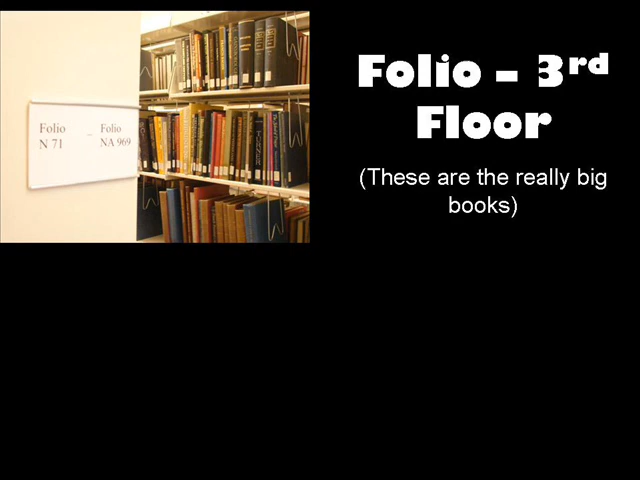 Folio – 3rd
Floor
(These are the really big
books)
Folio – Folio
N 71 NA 969